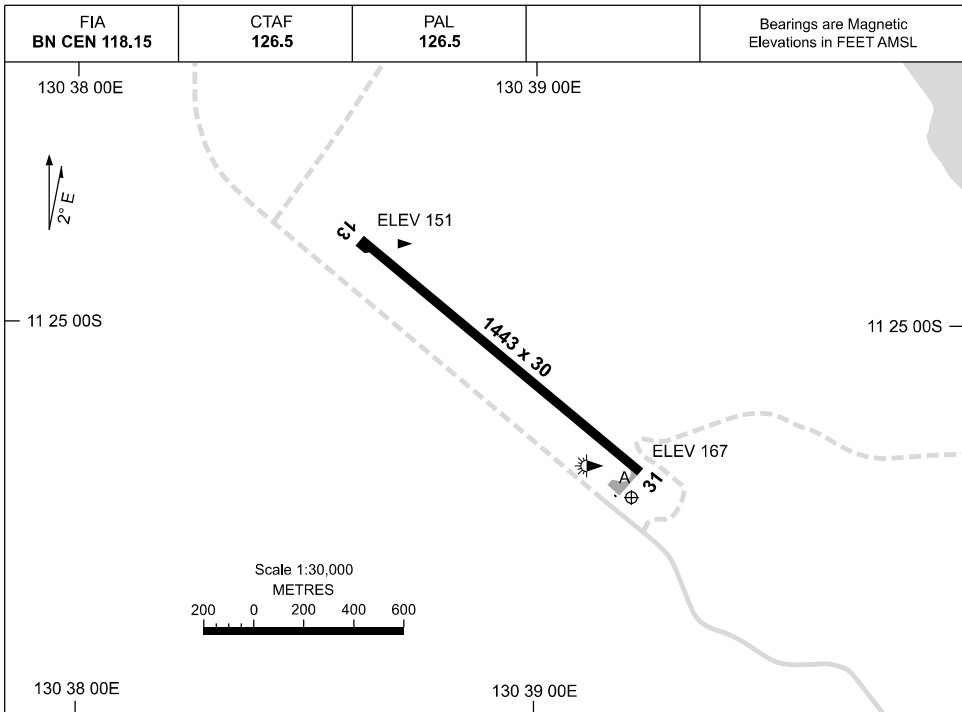 FIA
BN CEN 118.15
CTAF
126.5
PAL
126.5
Bearings are Magnetic
Elevations in FEET AMSL
130 38 00E
130 39 00E
2° E
13
ELEV 151
11 25 00S
11 25 00S
1443 x 30
ELEV 167
A
31
Scale 1:30,000
METRES
200 0 200 400 600
130 38 00E
130 39 00E